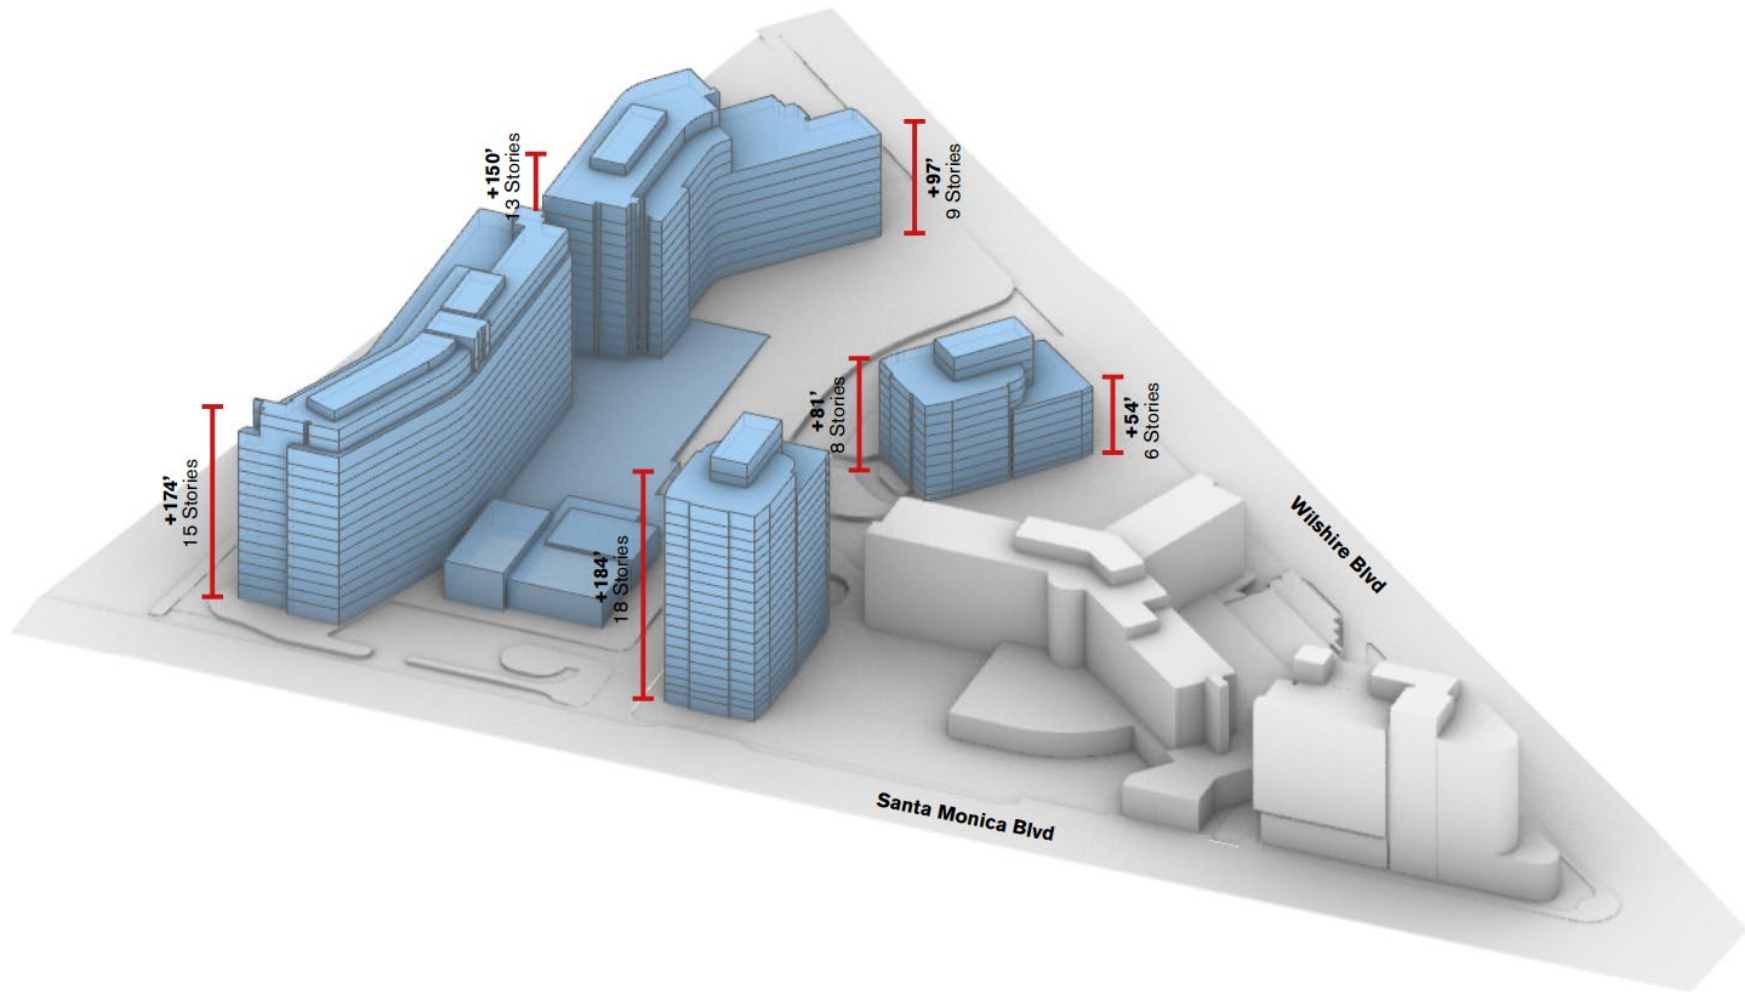 +150’
13 Stories
+97’
9 Stories
+81’
8 Stories
+54’
6 Stories
+174’
15 Stories
+184’
18 Stories
Wilshire Blvd
Santa Monica Blvd